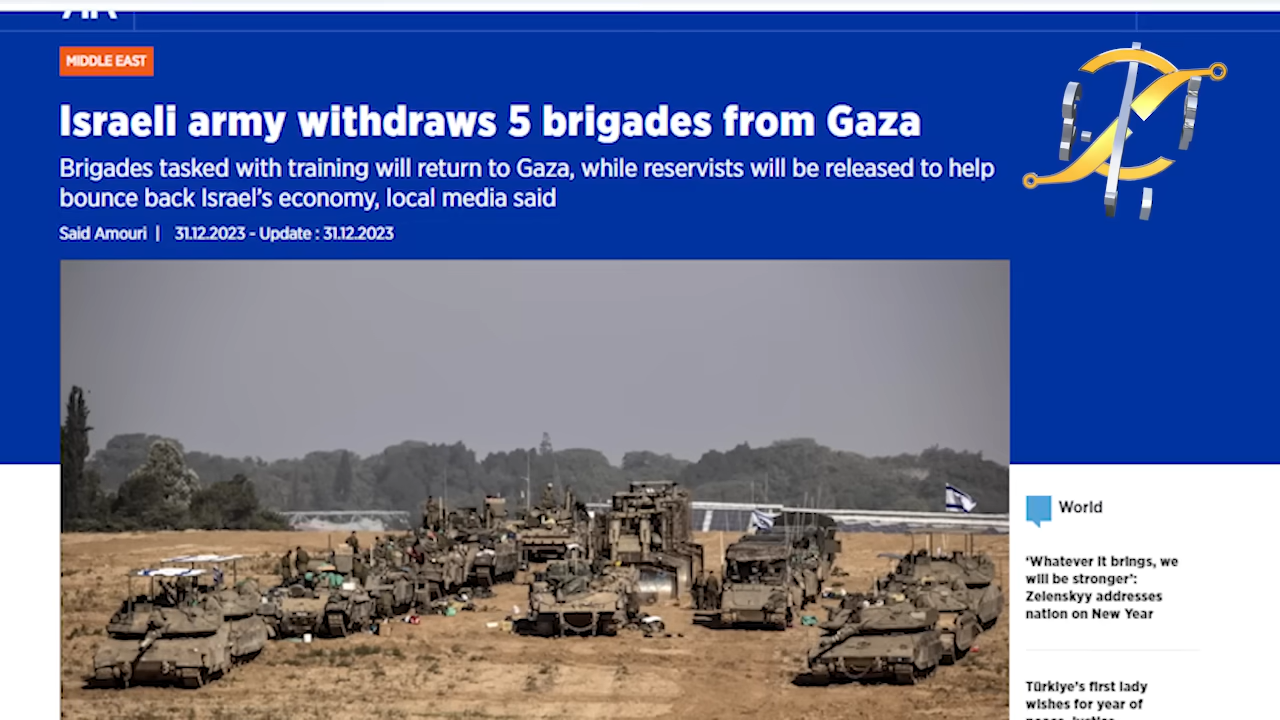 MIDDLE EAST
Israeli army withdraws 5 brigades from Gaza
Brigades tasked with training will return to Gaza, while reservists will be released to help
bounce back Israel's economy, local media said
Said Amouri | 31.12.2023 - Update : 31.12.2023
World
‘Whatever it brings, we
will be stronger’:
Zelenskyy addresses
nation on New Year
Türkiye’s first lady
wishes for year of